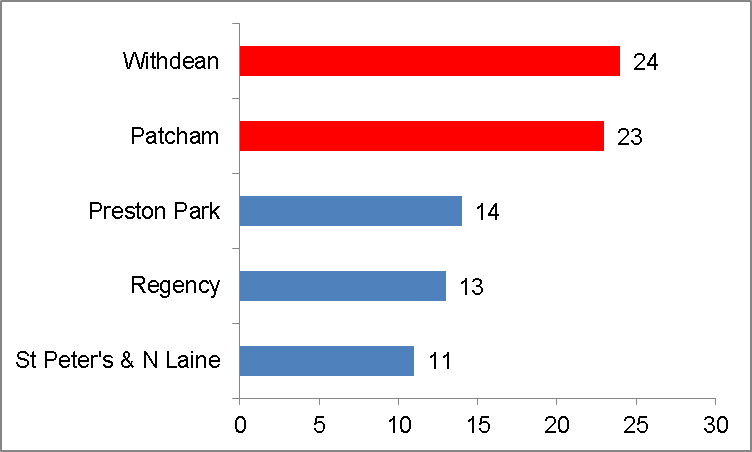 Withdean 24
Patcham 23
Preston Park 14
Regency 13
St Peter's & N Laine 11
0 5 10 15 20 25 30